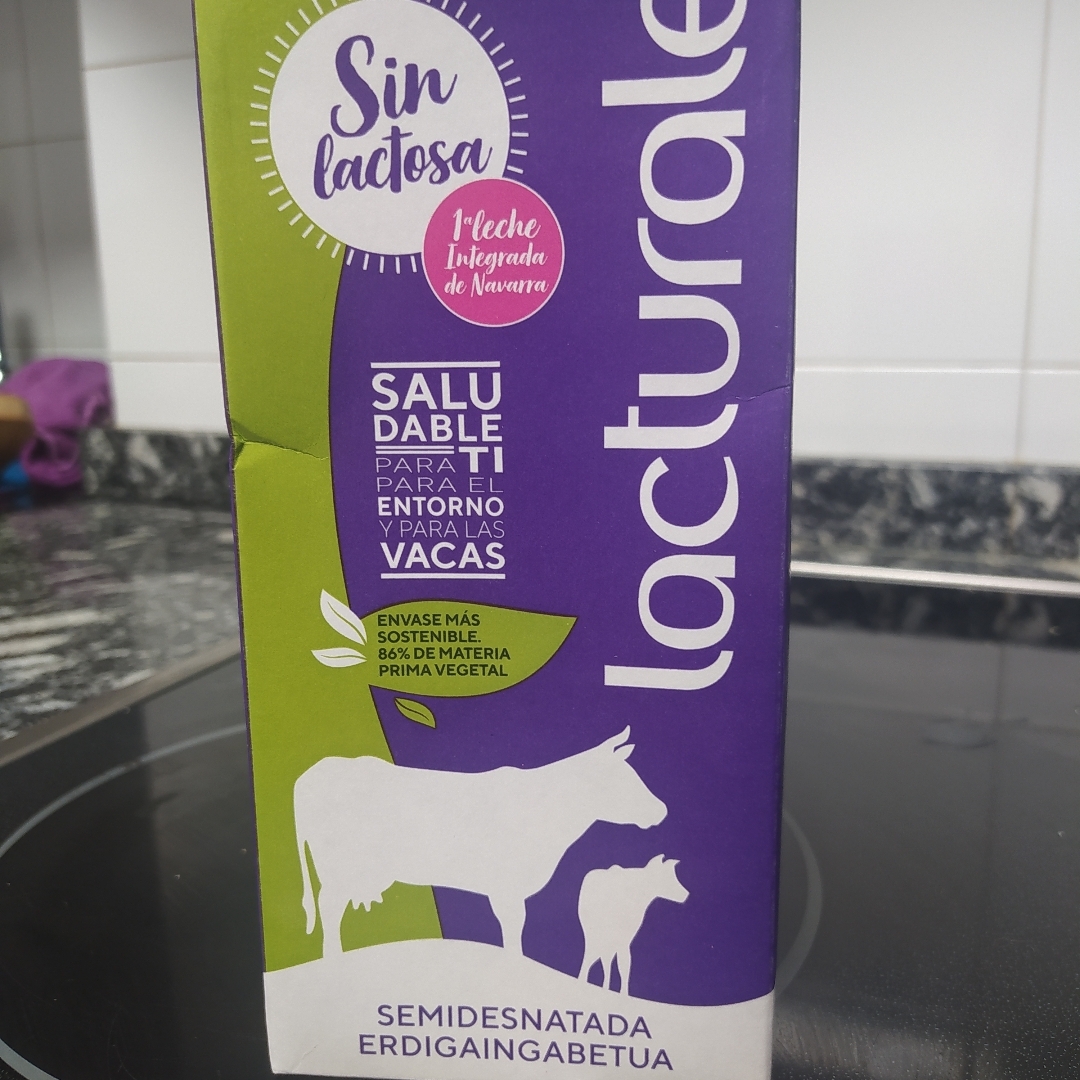 Sin
lactosa
1ª leche
Integrada
de Navarra
lacturale
SALU
DABLE
PARA TI
PARA EL
ENTORNO
Y PARA LAS
VACAS
ENVASE MÁS
SOSTENIBLE.
86% DE MATERIA
PRIMA VEGETAL
SEMIDESNATADA
ERDIGAINGABETUA